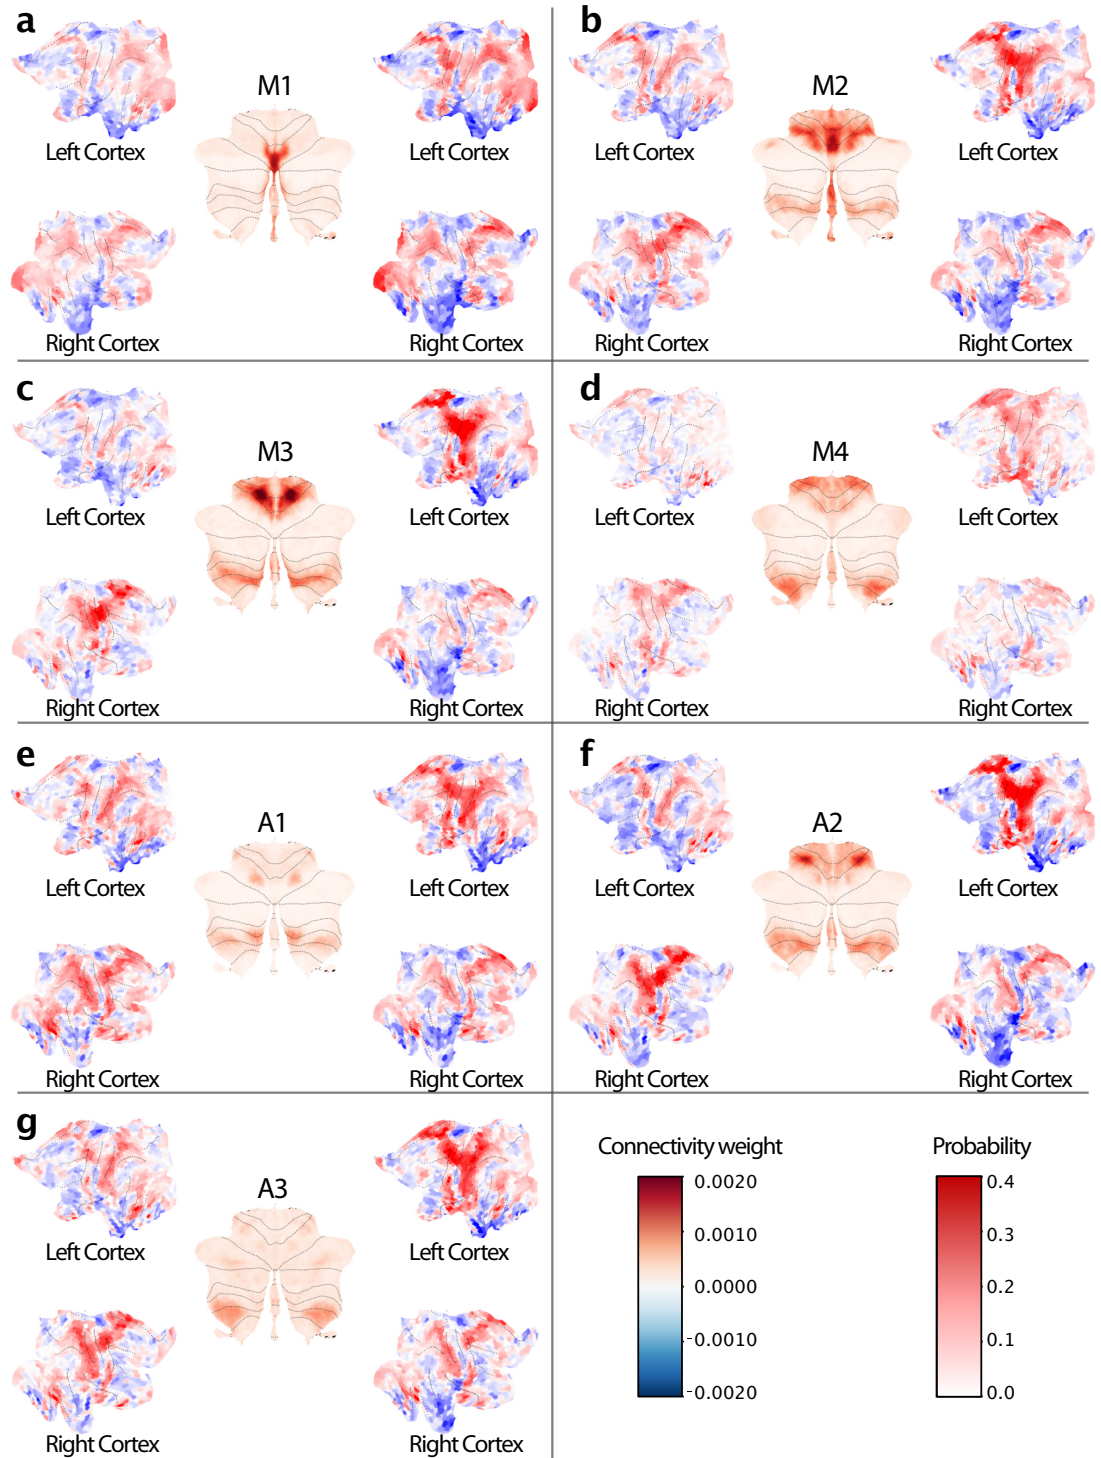 a
M1
Left Cortex
Left Cortex
Right Cortex
Right Cortex
b
M2
Left Cortex
Left Cortex
Right Cortex
Right Cortex
c
M3
Left Cortex
Left Cortex
Right Cortex
Right Cortex
d
M4
Left Cortex
Left Cortex
Right Cortex
Right Cortex
e
A1
Left Cortex
Left Cortex
Right Cortex
Right Cortex
f
A2
Left Cortex
Left Cortex
Right Cortex
Right Cortex
g
A3
Left Cortex
Left Cortex
Right Cortex
Right Cortex
Connectivity weight
0.0020
0.0010
0.0000
-0.0010
-0.0020
Probability
0.4
0.3
0.2
0.1
0.0